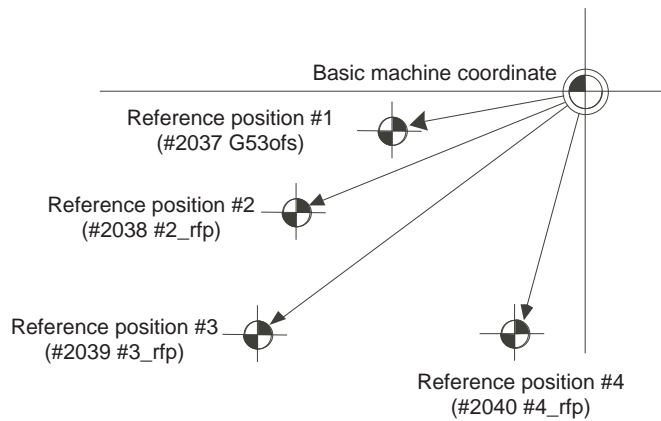 Basic machine coordinate
Reference position #1
(#2037 G53ofs)
Reference position #2
(#2038 #2_rfp)
Reference position #3
(#2039 #3_rfp)
Reference position #4
(#2040 #4_rfp)